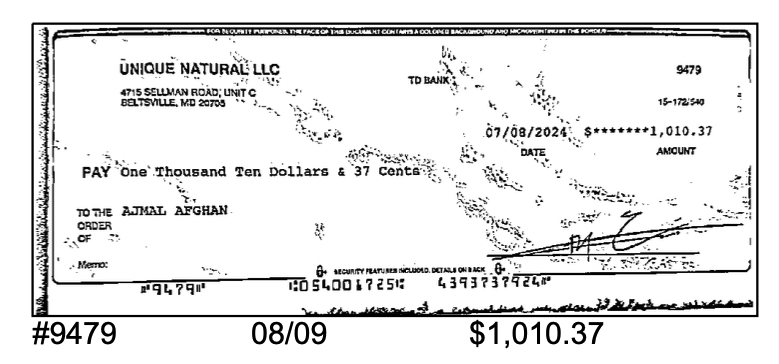 FOR SECURITY PURPOSES, THE FACE OF THIS DOCUMENT CONTAINS A COLORED BACKGROUND AND MICROPRINTING IN THE BORDER
UNIQUE NATURAL LLC
4715 SELLMAN ROAD, UNIT C
BELTSVILLE, MD 20705
TD BANK
9479
15-172/540
07/08/2024 $*******1,010.37
DATE AMOUNT
PAY One Thousand Ten Dollars & 37 Cents
TO THE AJMAL AFGHAN
ORDER
OF
Memo:
SECURITY FEATURES INCLUDED. DETAILS ON BACK
⑈9479⑈ ⑆054001725⑆ 4393737924⑈
#9479 08/09 $1,010.37